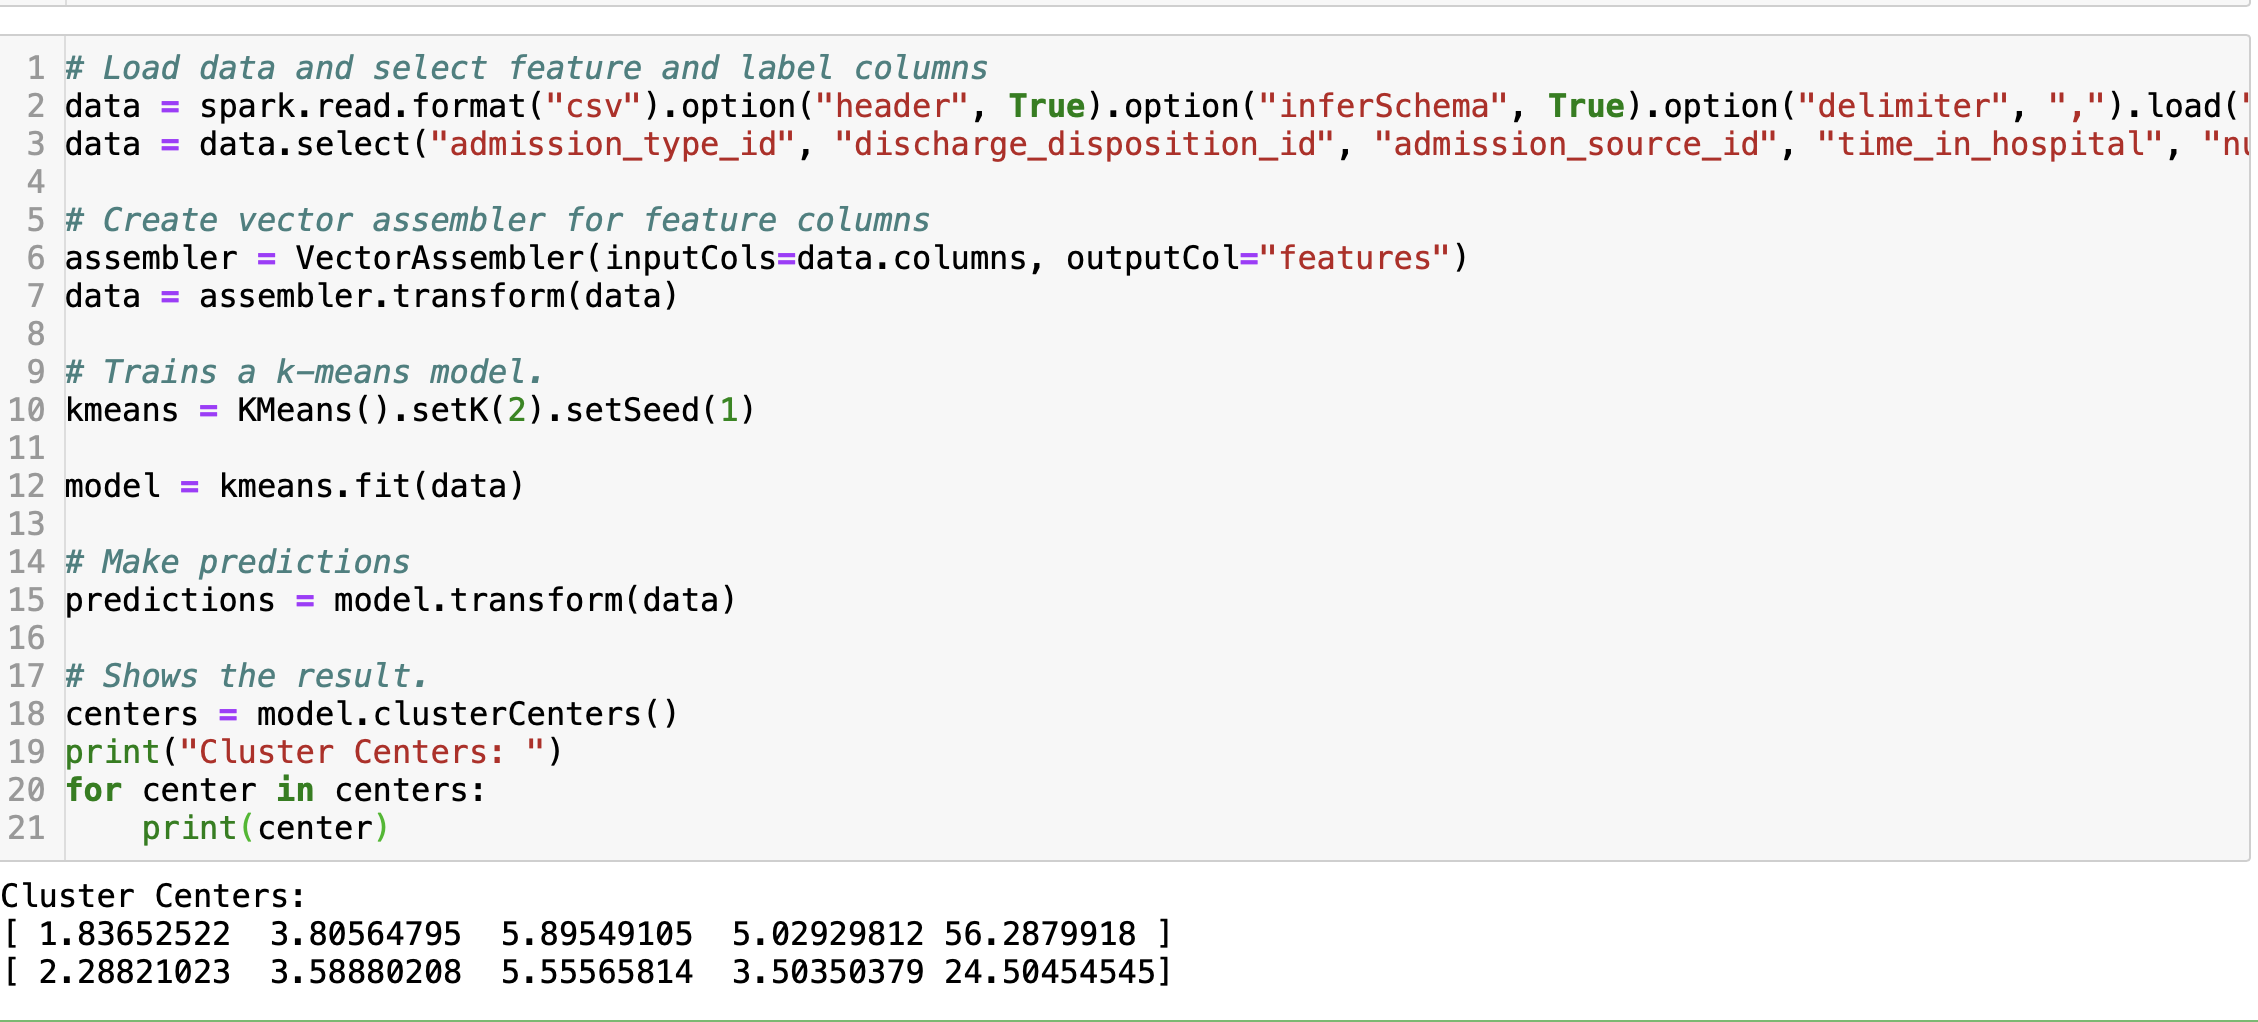 1 # Load data and select feature and label columns
2 data = spark.read.format("csv").option("header", True).option("inferSchema", True).option("delimiter", ",").load("
3 data = data.select("admission_type_id", "discharge_disposition_id", "admission_source_id", "time_in_hospital", "nu
4
5 # Create vector assembler for feature columns
6 assembler = VectorAssembler(inputCols=data.columns, outputCol="features")
7 data = assembler.transform(data)
8
9 # Trains a k-means model.
10 kmeans = KMeans().setK(2).setSeed(1)
11
12 model = kmeans.fit(data)
13
14 # Make predictions
15 predictions = model.transform(data)
16
17 # Shows the result.
18 centers = model.clusterCenters()
19 print("Cluster Centers: ")
20 for center in centers:
21     print(center)
Cluster Centers:
[ 1.83652522  3.80564795  5.89549105  5.02929812 56.2879918 ]
[ 2.28821023  3.58880208  5.55565814  3.50350379 24.50454545]